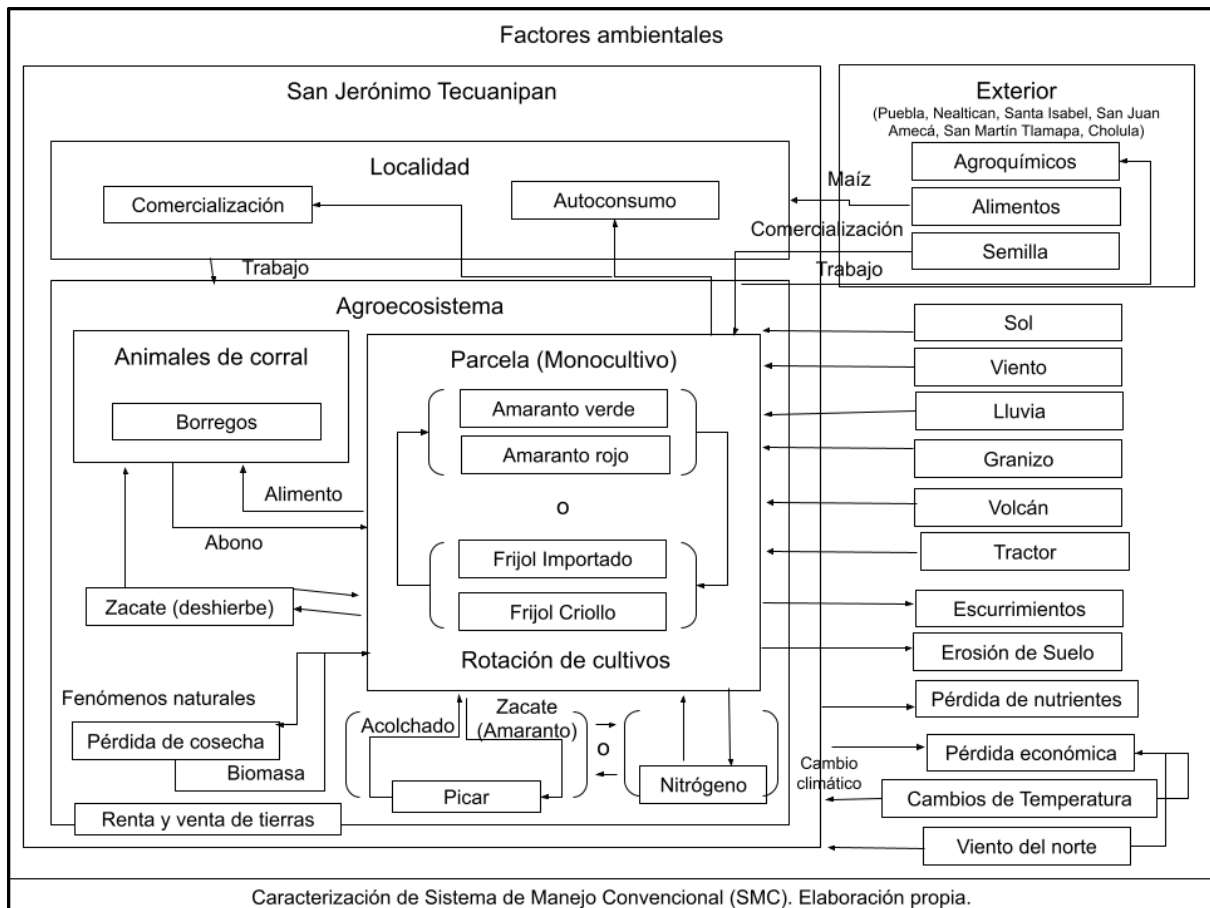 Factores ambientales
San Jerónimo Tecuanipan
Exterior
(Puebla, Nealtican, Santa Isabel, San Juan
Amecá, San Martín Tlamapa, Cholula)
Localidad
Comercialización
Autoconsumo
Agroquímicos
Maíz
Alimentos
Comercialización
Semilla
Trabajo
Trabajo
Agroecosistema
Animales de corral
Borregos
Alimento
Abono
Zacate (deshierbe)
Fenómenos naturales
Pérdida de cosecha
Biomasa
Renta y venta de tierras
Parcela (Monocultivo)
Amaranto verde
Amaranto rojo
o
Frijol Importado
Frijol Criollo
Rotación de cultivos
Acolchado
Zacate
(Amaranto)
o
Picar
Nitrógeno
Sol
Viento
Lluvia
Granizo
Volcán
Tractor
Escurrimientos
Erosión de Suelo
Pérdida de nutrientes
Pérdida económica
Cambio
climático
Cambios de Temperatura
Viento del norte
Caracterización de Sistema de Manejo Convencional (SMC). Elaboración propia.